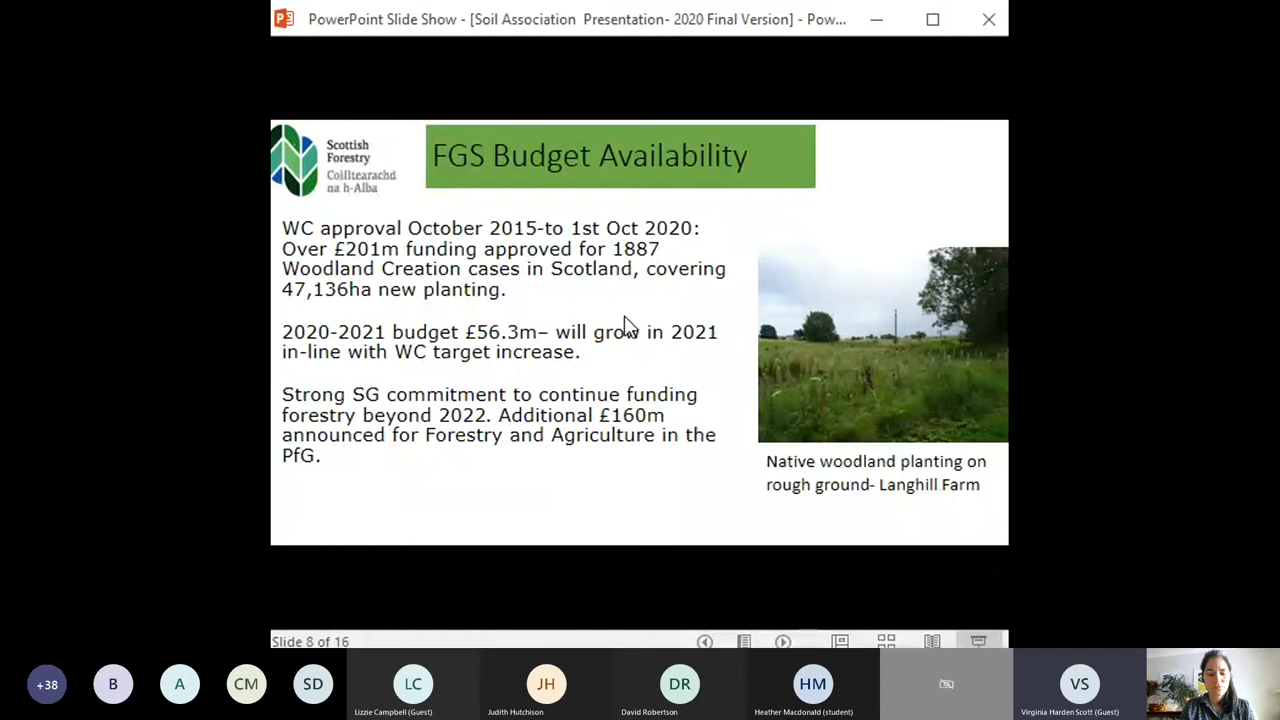 PowerPoint Slide Show - [Soil Association Presentation- 2020 Final Version] - Pow...
Scottish
Forestry
Coilltearachd
na h-Alba
FGS Budget Availability
WC approval October 2015-to 1st Oct 2020:
Over £201m funding approved for 1887
Woodland Creation cases in Scotland, covering
47,136ha new planting.
2020-2021 budget £56.3m– will grow in 2021
in-line with WC target increase.
Strong SG commitment to continue funding
forestry beyond 2022. Additional £160m
announced for Forestry and Agriculture in the
PfG.
Native woodland planting on
rough ground- Langhill Farm
Slide 8 of 16
+38
B
A
CM
SD
LC
JH
DR
HM
VS
Lizzie Campbell (Guest)
Judith Hutchison
David Robertson
Heather Macdonald (student)
Virginia Harden Scott (Guest)